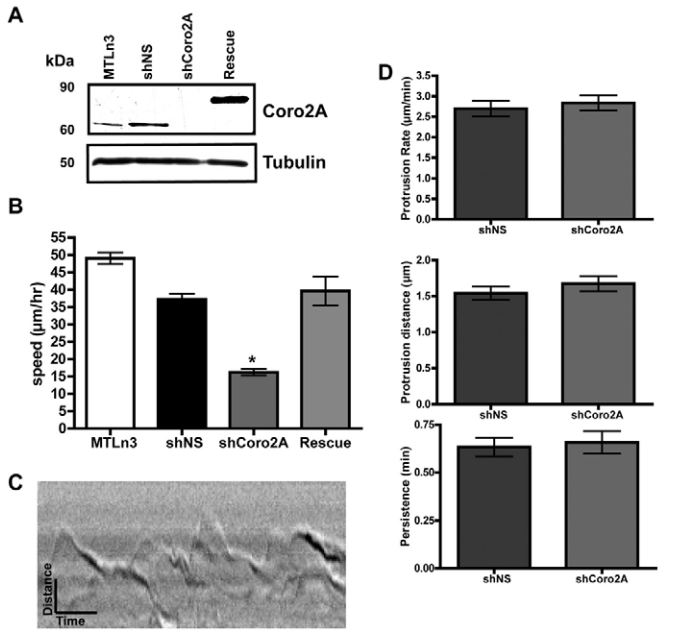 A
kDa
MTLn3
shNS
shCoro2A
Rescue
90
60
Coro2A
50
Tubulin
B
speed (µm/hr)
55
50
45
40
35
30
25
20
15
10
5
0
*
MTLn3 shNS shCoro2A Rescue
C
Distance
Time
D
Protrusion Rate (µm/min)
3.5
3.0
2.5
2.0
1.5
1.0
0.5
0.0
shNS shCoro2A
Protrusion distance (µm)
2.0
1.5
1.0
0.5
0.0
shNS shCoro2A
Persistence (min)
0.75
0.50
0.25
0.00
shNS shCoro2A